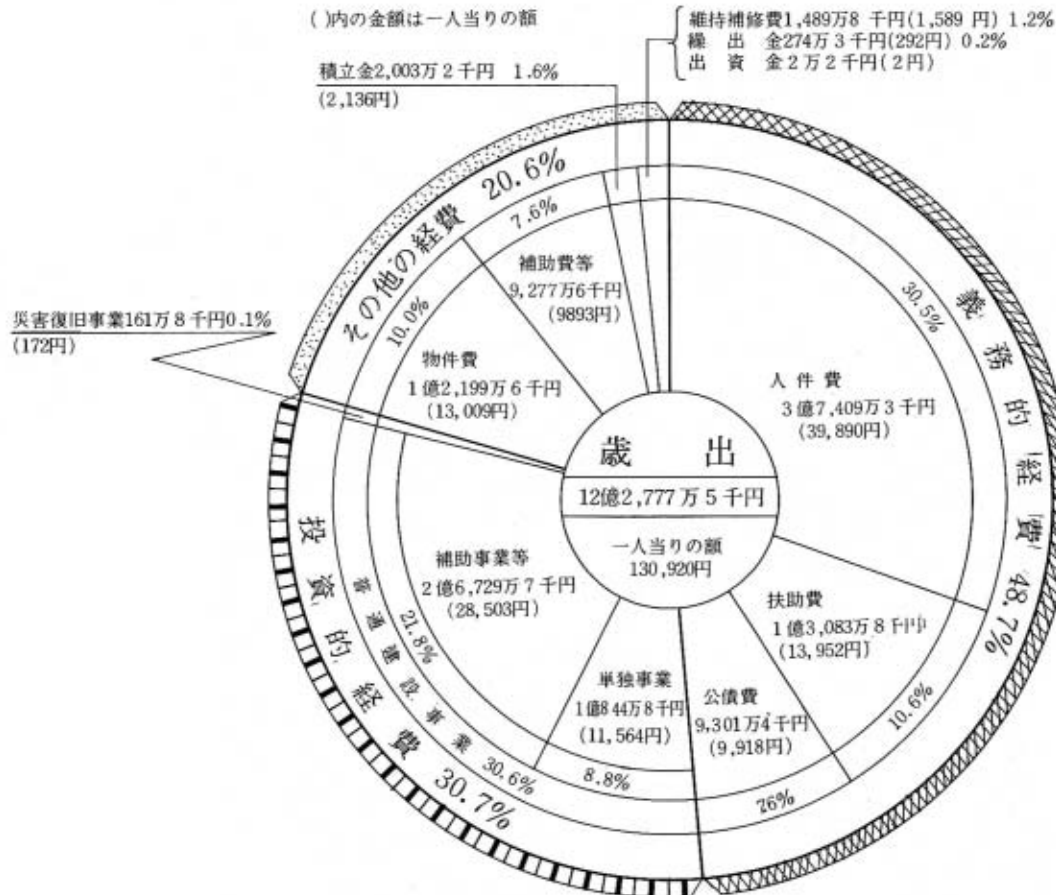 ( )内の金額は一人当りの額
維持補修費1,489万8千円(1,589円) 1.2%
繰出金274万3千円(292円) 0.2%
出資金2万2千円(2円)
積立金2,003万2千円 1.6%
(2,136円)
その他の経費 20.6%
7.6%
補助費等
9,277万6千円
(9893円)
10.0%
物件費
1億2,199万6千円
(13,009円)
災害復旧事業161万8千円0.1%
(172円)
義務的経費 48.7%
30.5%
人件費
3億7,409万3千円
(39,890円)
歳出
12億2,777万5千円
一人当りの額
130,920円
扶助費
1億3,083万8千円
(13,952円)
10.6%
公債費
9,301万4千円
(9,918円)
76%
投資的経費 30.7%
普通建設事業 30.6%
補助事業等
2億6,729万7千円
(28,503円)
21.8%
単独事業
1億844万8千円
(11,564円)
8.8%